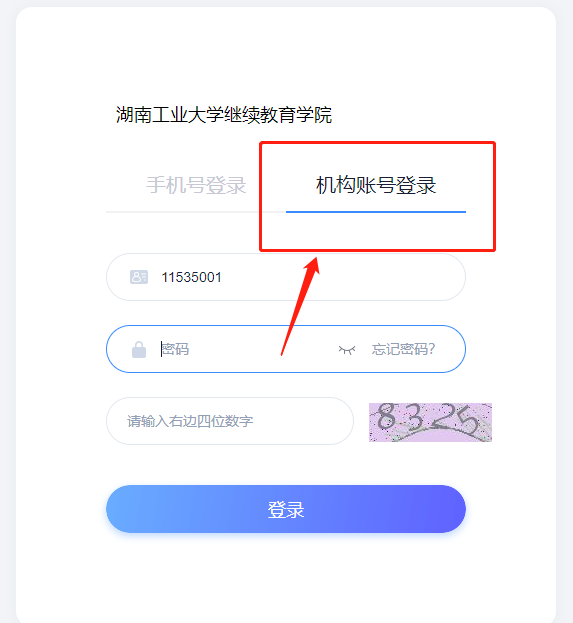 湖南工业大学继续教育学院
手机号登录 机构账号登录
11535001
密码 忘记密码?
请输入右边四位数字 8325
登录